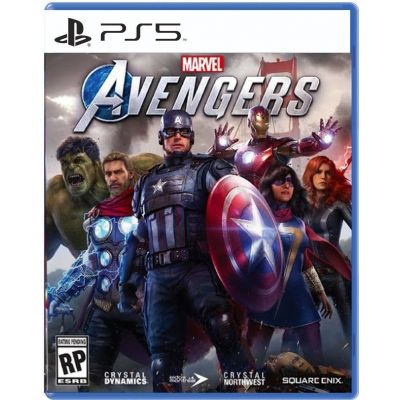 PS5
MARVEL
AVENGERS
RATING PENDING
RP
ESRB
CRYSTAL
DYNAMICS
CRYSTAL
NORTHWEST
SQUARE ENIX